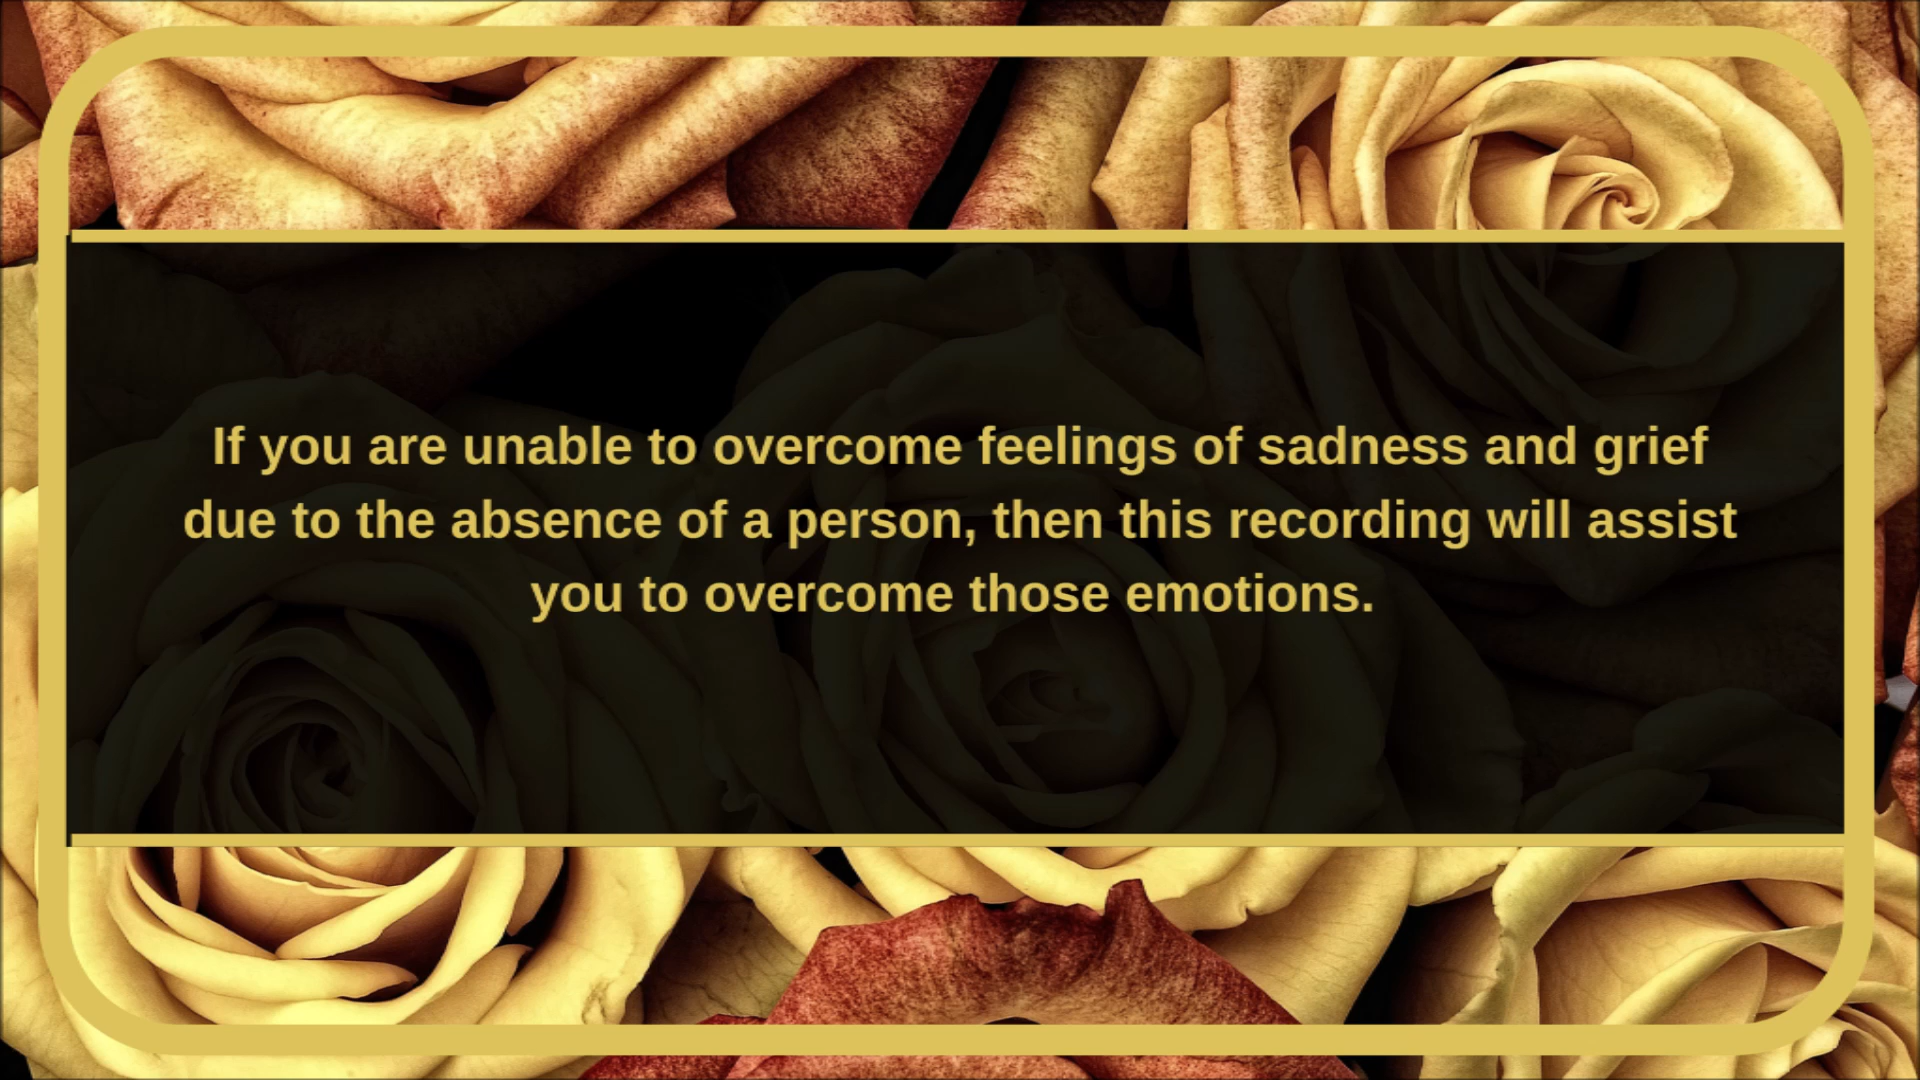 If you are unable to overcome feelings of sadness and grief
due to the absence of a person, then this recording will assist
you to overcome those emotions.